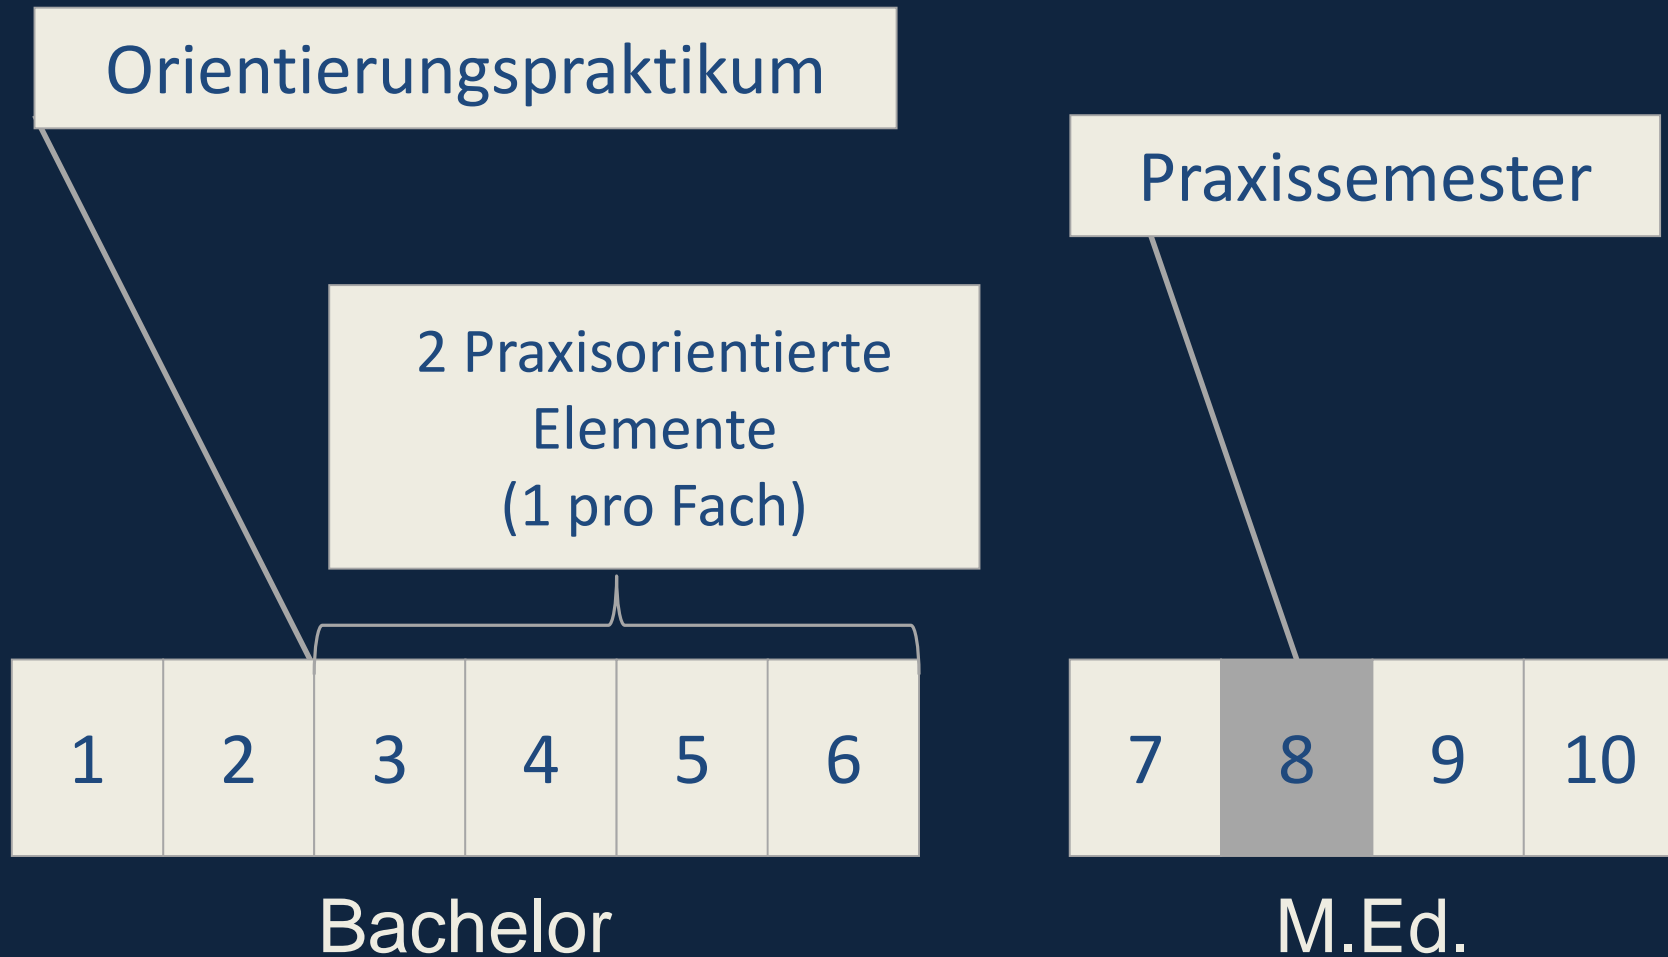 Orientierungspraktikum
Praxissemester
2 Praxisorientierte
Elemente
(1 pro Fach)
1 2 3 4 5 6 7 8 9 10
Bachelor M.Ed.